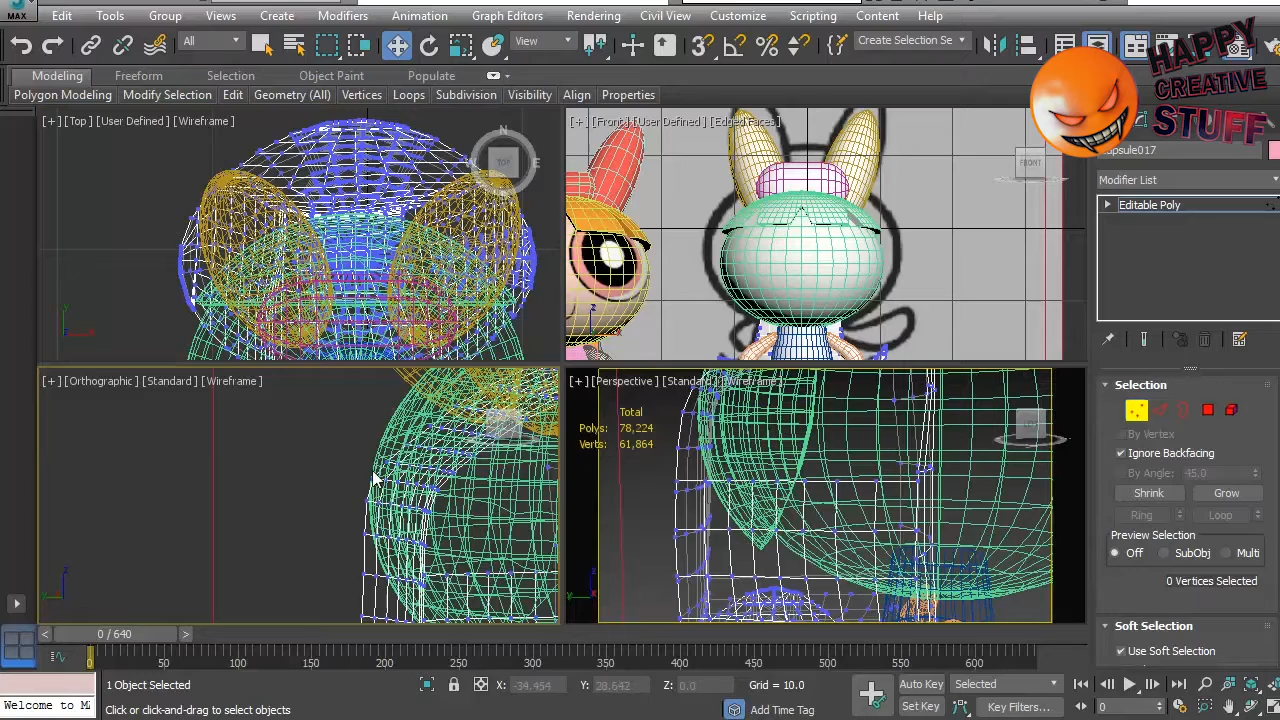 MAX
Edit Tools Group Views Create Modifiers Animation Graph Editors Rendering Civil View Customize Scripting Content Help
All View Create Selection Se
Modeling Freeform Selection Object Paint Populate
Polygon Modeling Modify Selection Edit Geometry (All) Vertices Loops Subdivision Visibility Align Properties
HAPPY
CREATIVE
STUFF
[+] [Top] [User Defined] [Wireframe]
N
TOP
E
[+] [Front] [User Defined] [Edged Faces]
FRONT
apsule017
Modifier List
Editable Poly
[+] [Orthographic] [Standard] [Wireframe]
[+] [Perspective] [Standard] [Wireframe]
Total
Polys: 78,224
Verts: 61,864
Selection
By Vertex
Ignore Backfacing
By Angle: 45.0
Shrink Grow
Ring Loop
Preview Selection
Off SubObj Multi
0 Vertices Selected
Soft Selection
Use Soft Selection
< 0 / 640 >
0 50 100 150 200 250 300 350 400 450 500 550 600
1 Object Selected X: -34.454 Y: 28.642 Z: 0.0 Grid = 10.0 Auto Key Selected
Welcome to M
Click or click-and-drag to select objects Add Time Tag Set Key Key Filters... 0